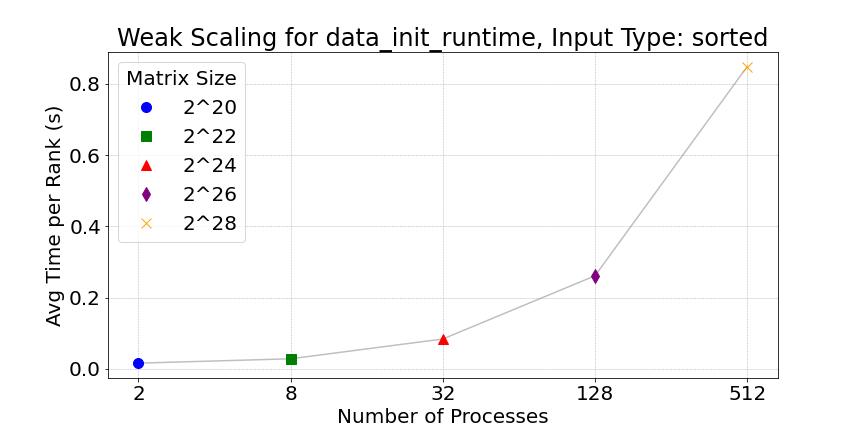 Weak Scaling for data_init_runtime, Input Type: sorted
Avg Time per Rank (s)
0.8
0.6
0.4
0.2
0.0
Matrix Size
2^20
2^22
2^24
2^26
2^28
2 8 32 128 512
Number of Processes